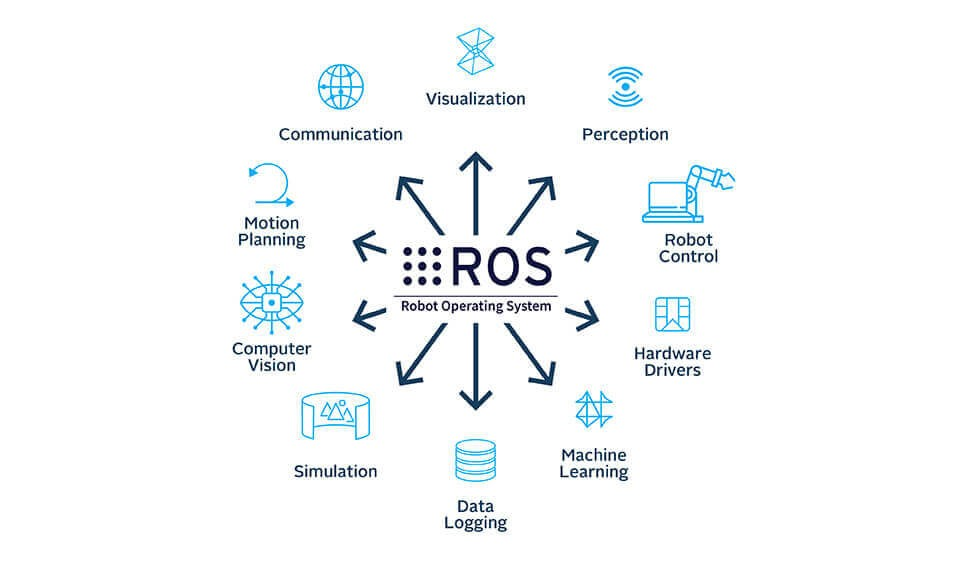 Visualization
Communication
Perception
Motion
Planning
Robot
Control
ROS
Robot Operating System
Computer
Vision
Hardware
Drivers
Simulation
Machine
Learning
Data
Logging